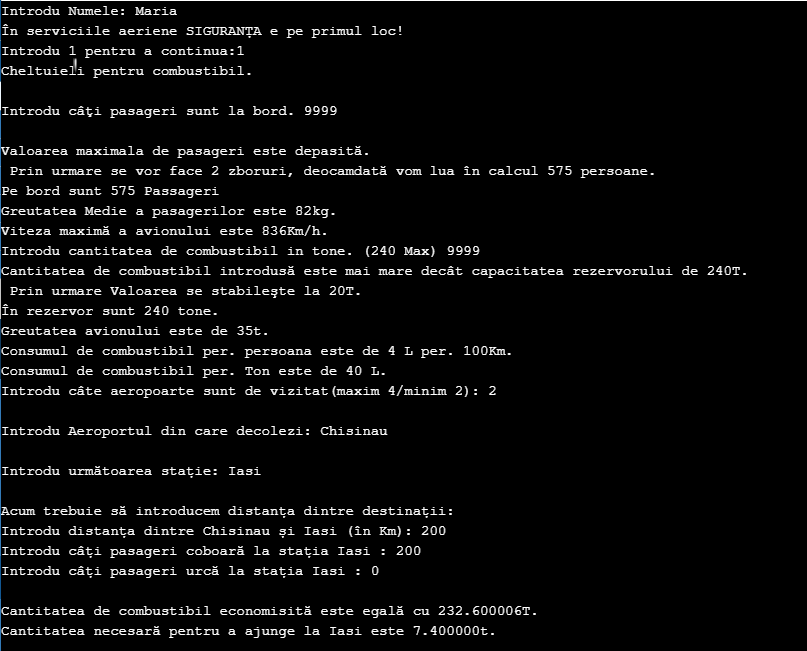 Introdu Numele: Maria
În serviciile aeriene SIGURANȚA e pe primul loc!
Introdu 1 pentru a continua:1
Cheltuieli pentru combustibil.
Introdu câți pasageri sunt la bord. 9999
Valoarea maximala de pasageri este depasită.
Prin urmare se vor face 2 zboruri, deocamdată vom lua în calcul 575 persoane.
Pe bord sunt 575 Passageri
Greutatea Medie a pasagerilor este 82kg.
Viteza maximă a avionului este 836Km/h.
Introdu cantitatea de combustibil in tone. (240 Max) 9999
Cantitatea de combustibil introdusă este mai mare decât capacitatea rezervorului de 240T.
Prin urmare Valoarea se stabilește la 20T.
În rezervor sunt 240 tone.
Greutatea avionului este de 35t.
Consumul de combustibil per. persoana este de 4 L per. 100Km.
Consumul de combustibil per. Ton este de 40 L.
Introdu câte aeropoarte sunt de vizitat(maxim 4/minim 2): 2
Introdu Aeroportul din care decolezi: Chisinau
Introdu următoarea stație: Iasi
Acum trebuie să introducem distanța dintre destinații:
Introdu distanța dintre Chisinau și Iasi (în Km): 200
Introdu câți pasageri coboară la stația Iasi : 200
Introdu câți pasageri urcă la stația Iasi : 0
Cantitatea de combustibil economisită este egală cu 232.600006T.
Cantitatea necesară pentru a ajunge la Iasi este 7.400000t.